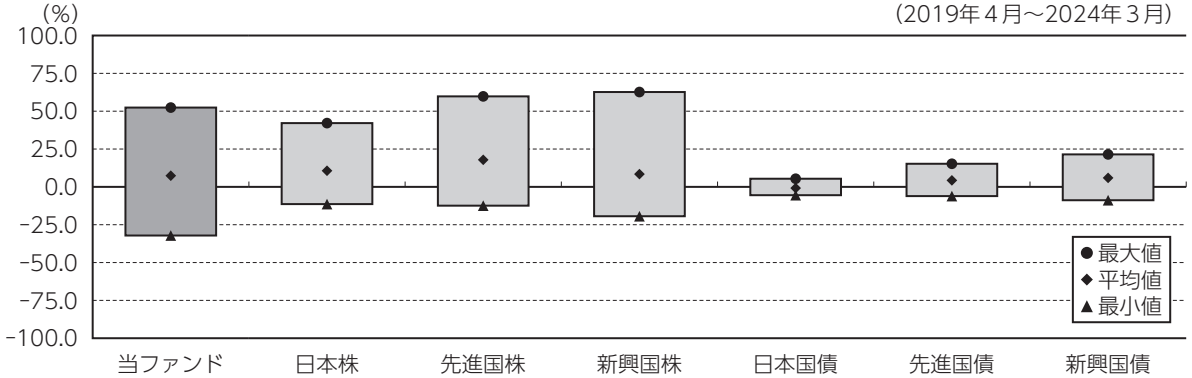 (%)
(2019年4月～2024年3月)
100.0
75.0
50.0
25.0
0.0
-25.0
-50.0
-75.0
-100.0
●最大値
◆平均値
▲最小値
当ファンド 日本株 先進国株 新興国株 日本国債 先進国債 新興国債